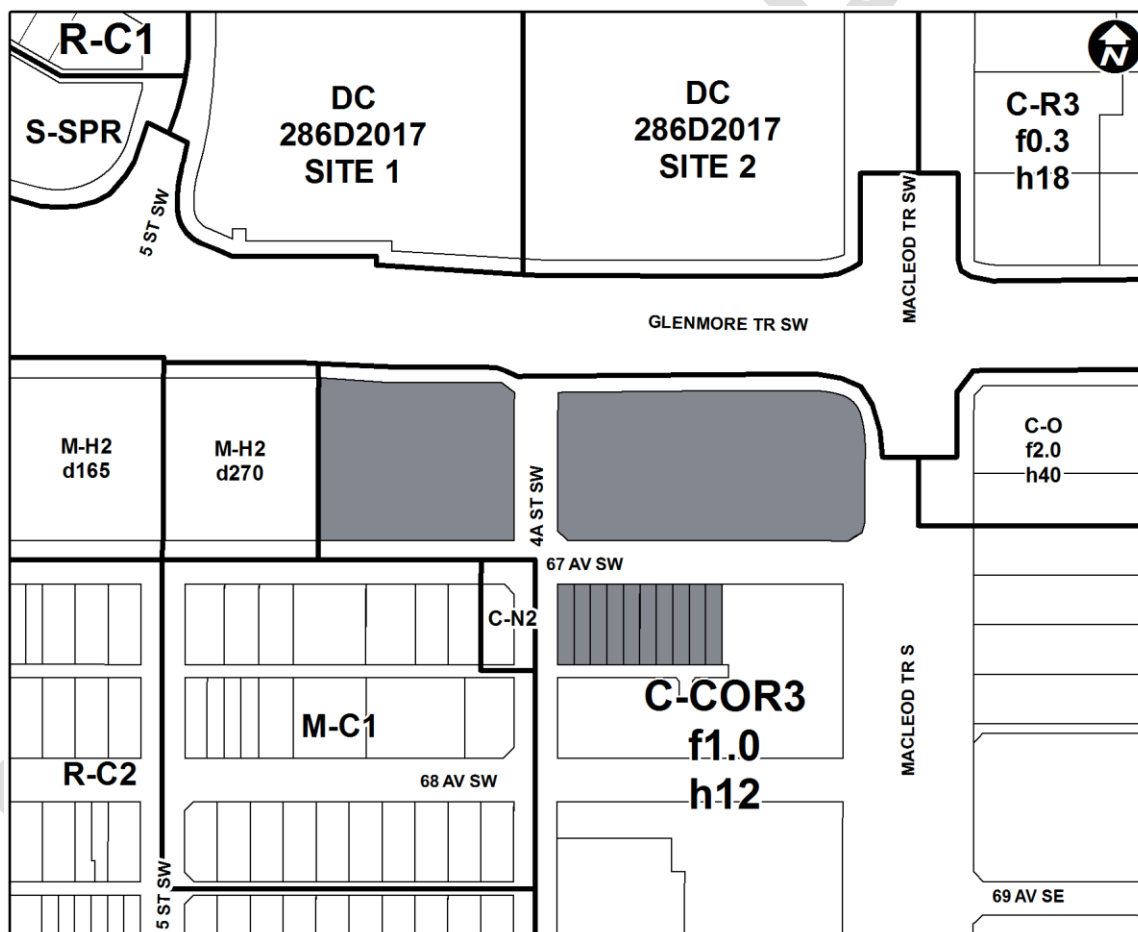 R-C1
S-SPR
DC
286D2017
SITE 1
DC
286D2017
SITE 2
C-R3
f0.3
h18
N
5 ST SW
MACLEOD TR SW
GLENMORE TR SW
M-H2
d165
M-H2
d270
4A ST SW
C-O
f2.0
h40
67 AV SW
C-N2
C-COR3
f1.0
h12
M-C1
R-C2
68 AV SW
MACLEOD TR S
5 ST SW
69 AV SE